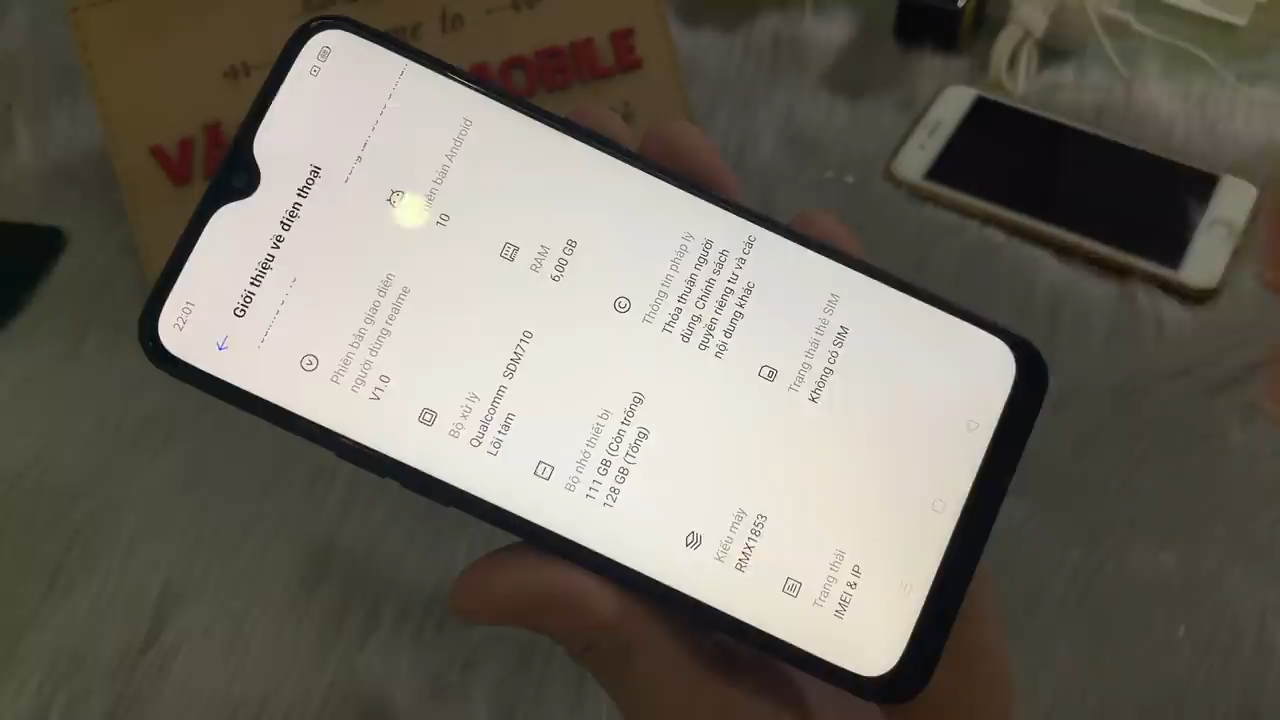 22:01
Giới thiệu về điện thoại
Phiên bản giao diện
người dùng realme
V1.0
bản Android
10
Bộ xử lý
Qualcomm SDM710
Lõi tám
RAM
6,00 GB
Bộ nhớ thiết bị
111 GB (Còn trống)
128 GB (Tổng)
Thông tin pháp lý
Thỏa thuận người
dùng, Chính sách
quyền riêng tư và các
nội dung khác
Kiểu máy
RMX1853
Trạng thái thẻ SIM
Không có SIM
Trạng thái
IMEI & IP
to
MOBILE